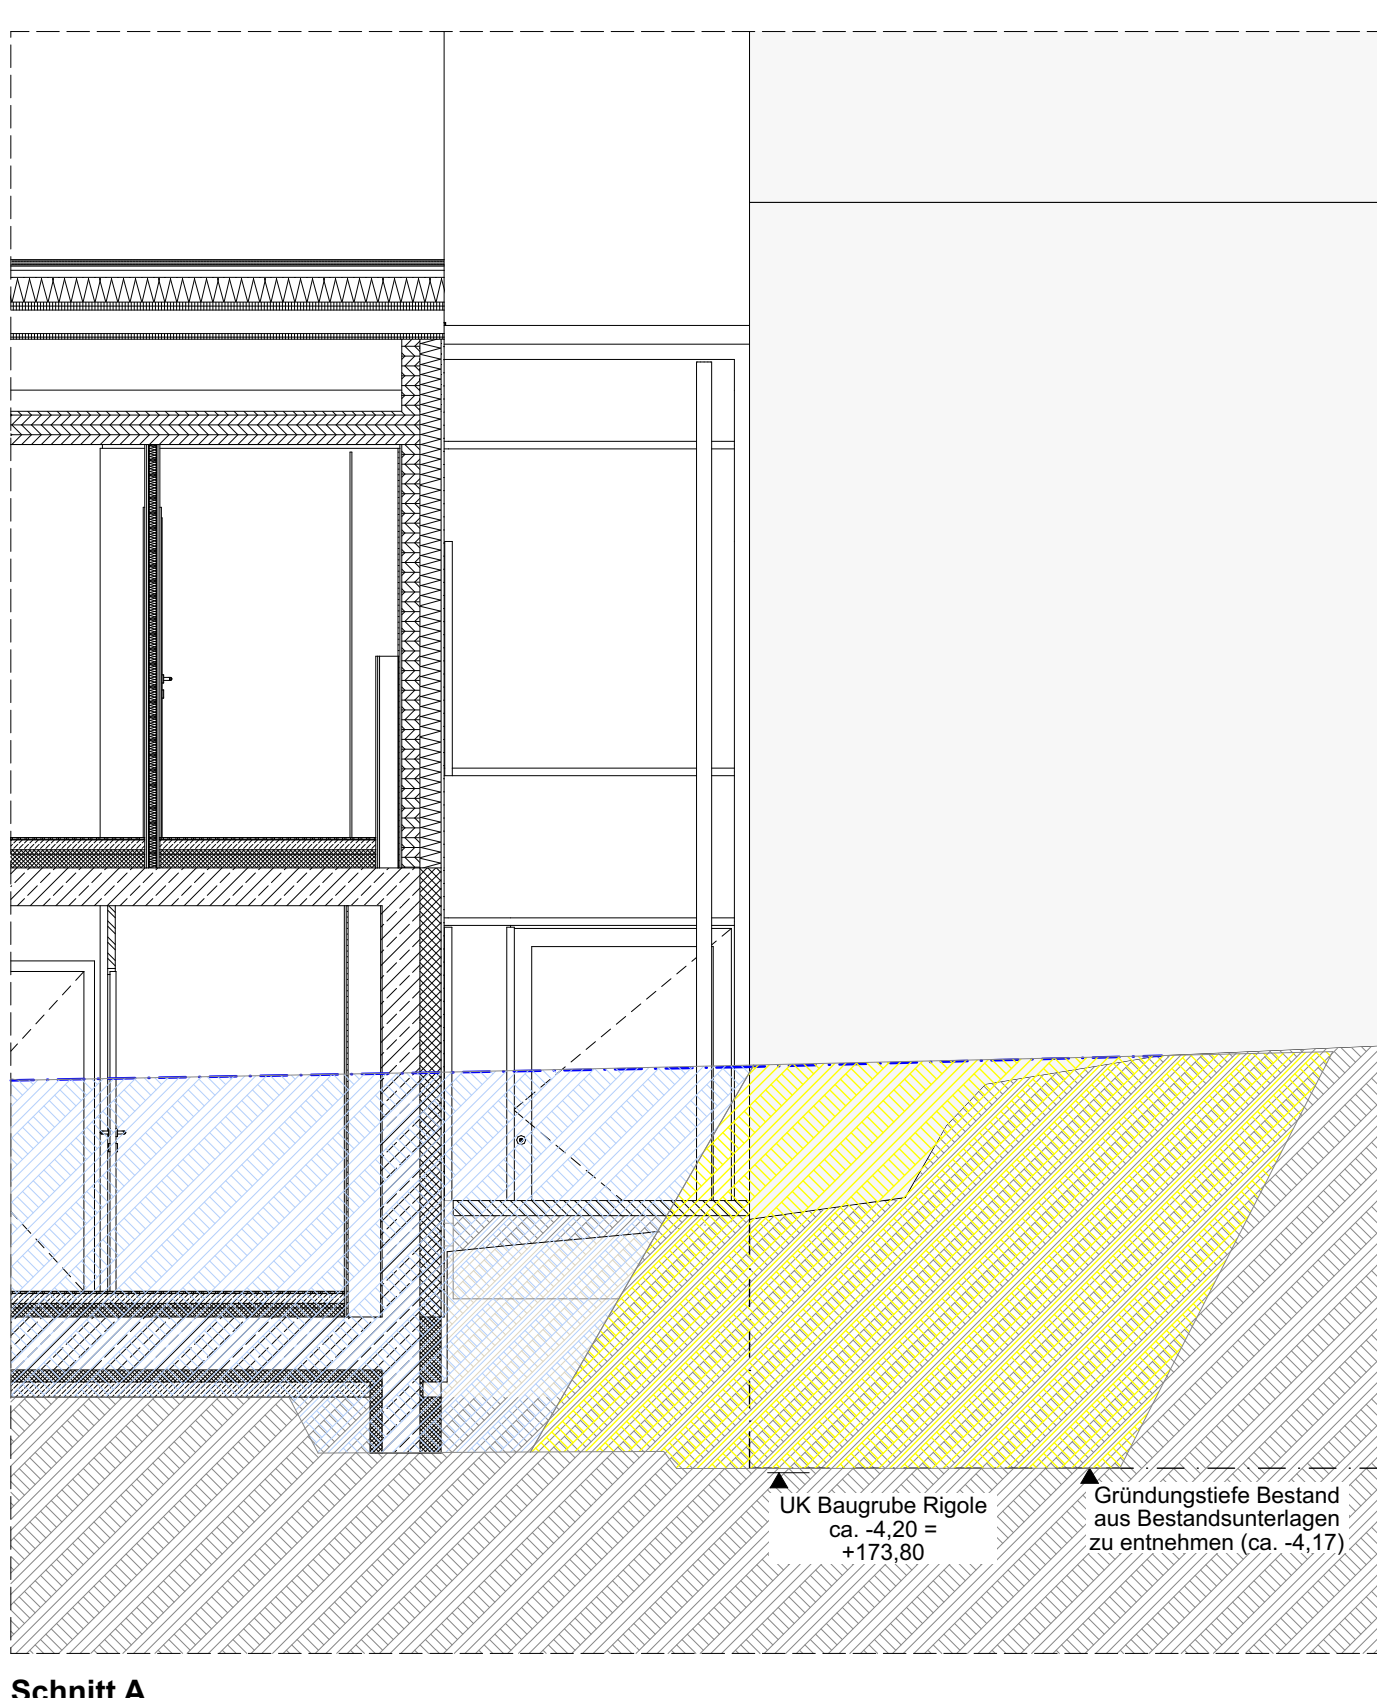 UK Baugrube Rigole
ca. -4,20 =
+173,80
Gründungstiefe Bestand
aus Bestandsunterlagen
zu entnehmen (ca. -4,17)
Schnitt A